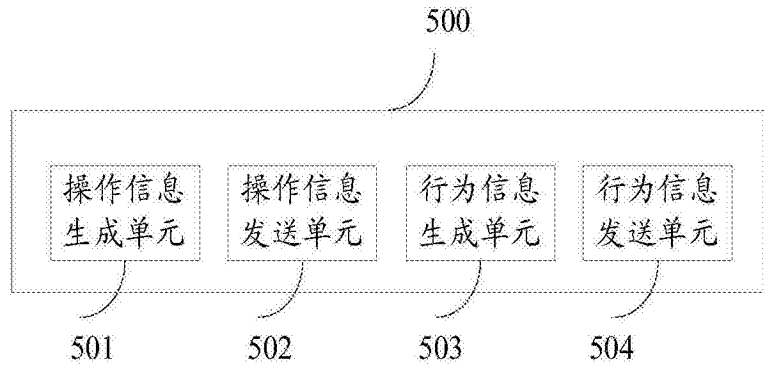 500
操作信息
生成单元
操作信息
发送单元
行为信息
生成单元
行为信息
发送单元
501
502
503
504